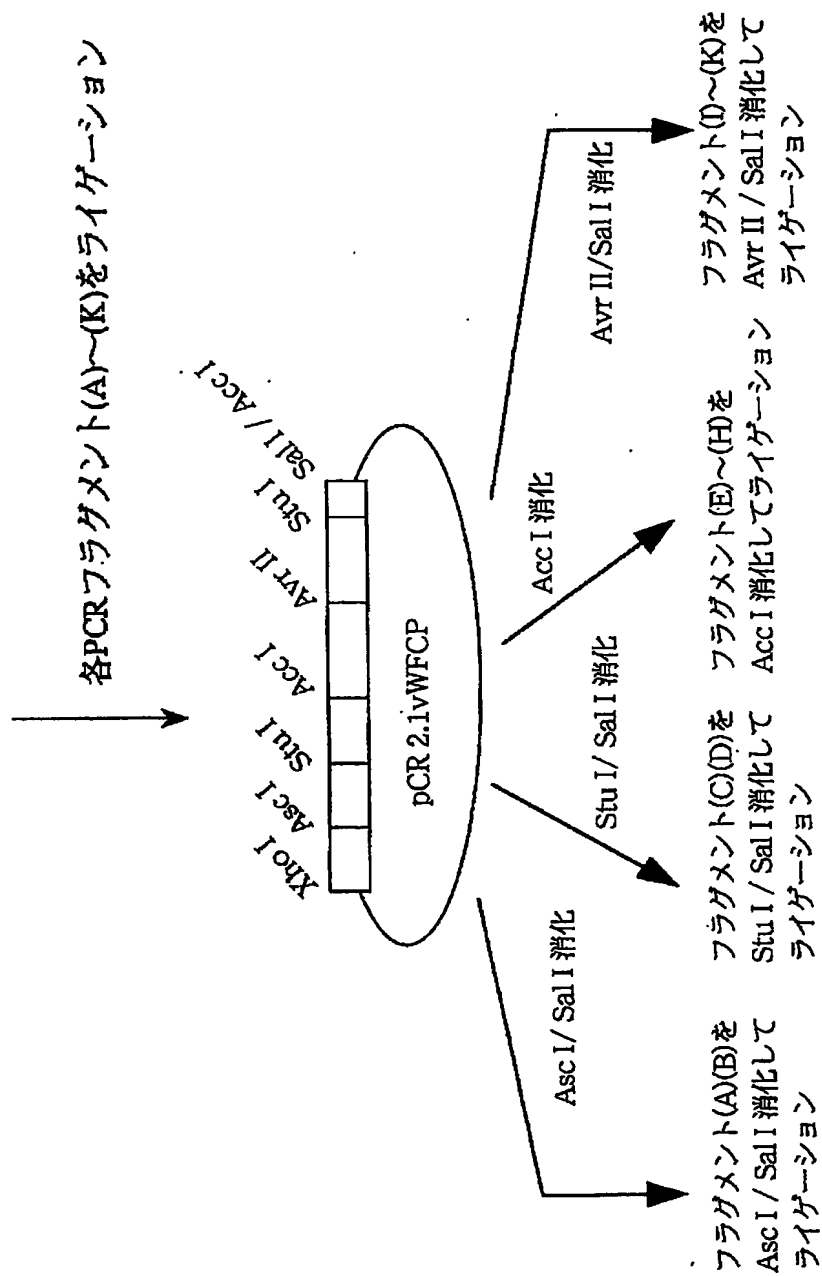 各PCRフラグメント(A)~(K)をライゲーション
Xho I
Asc I
Stu I
Acc I
Avr II
Stu I
Sal I / Acc I
pCR 2.1vWFCP
Asc I/ Sal I 消化
Stu I/ Sal I 消化
Acc I 消化
Avr II/Sal I 消化
フラグメント(A)(B)を
Asc I / Sal I 消化して
ライゲーション
フラグメント(C)(D)を
Stu I / Sal I 消化して
ライゲーション
フラグメント(E)~(H)を
Acc I 消化してライゲーション
フラグメント(I)~(K)を
Avr II / Sal I 消化して
ライゲーション